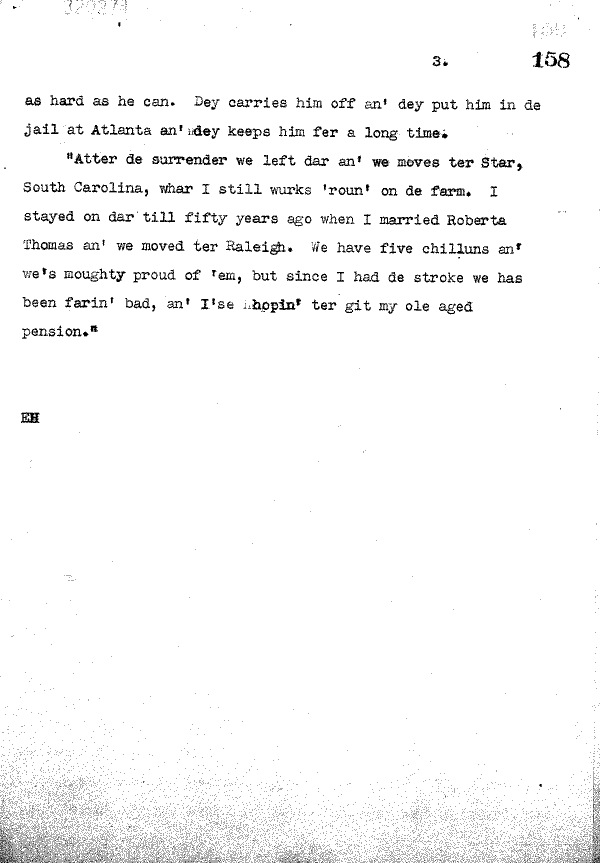 320278
3.
158
as hard as he can.  Dey carries him off an' dey put him in de
jail at Atlanta an' dey keeps him fer a long time.
"Atter de surrender we left dar an' we moves ter Star,
South Carolina, whar I still wurks 'roun' on de farm.  I
stayed on dar till fifty years ago when I married Roberta
Thomas an' we moved ter Raleigh.  We have five chilluns an'
we's moughty proud of 'em, but since I had de stroke we has
been farin' bad, an' I'se hopin' ter git my ole aged
pension."
EH